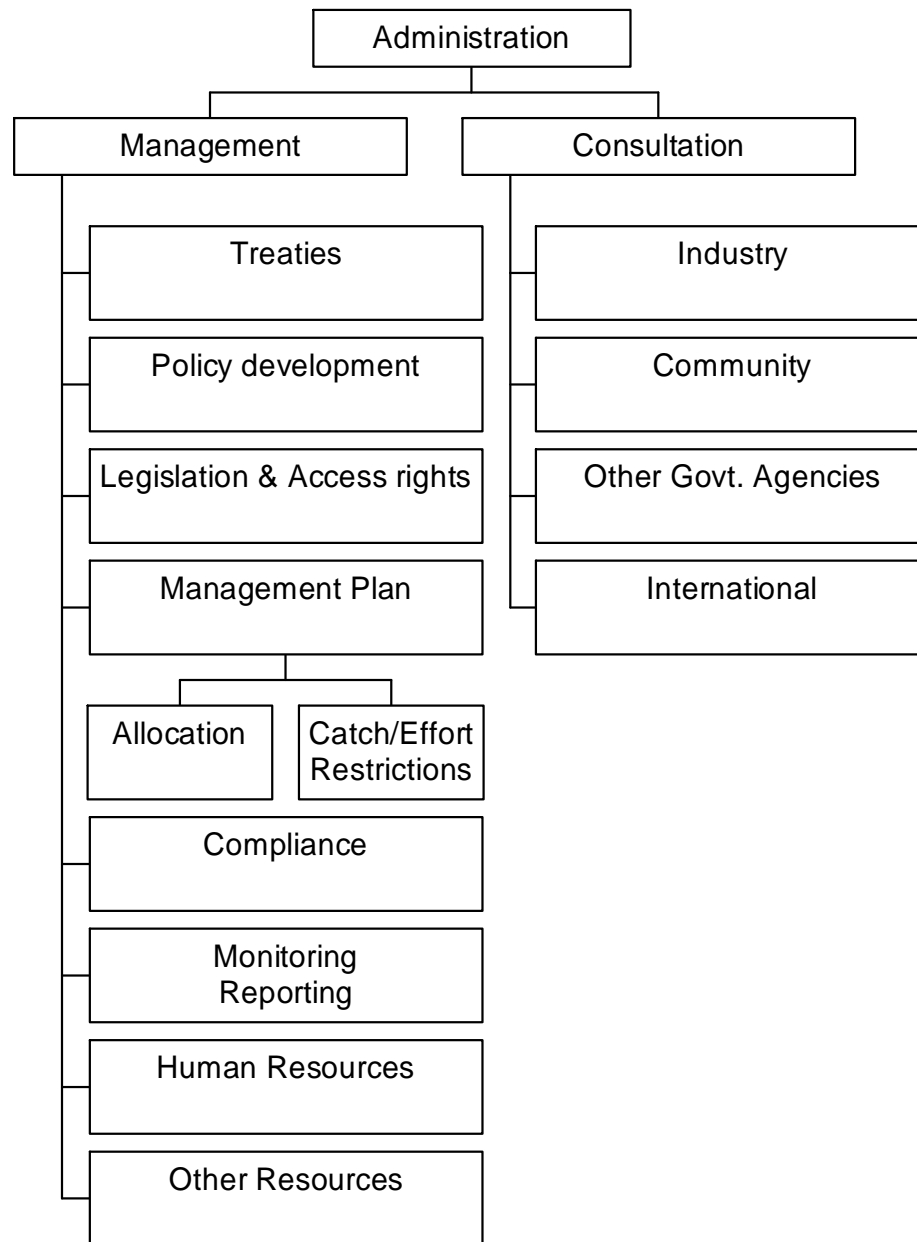 Administration
Management
Consultation
Treaties
Policy development
Legislation & Access rights
Management Plan
Allocation
Catch/Effort
Restrictions
Compliance
Monitoring
Reporting
Human Resources
Other Resources
Industry
Community
Other Govt. Agencies
International